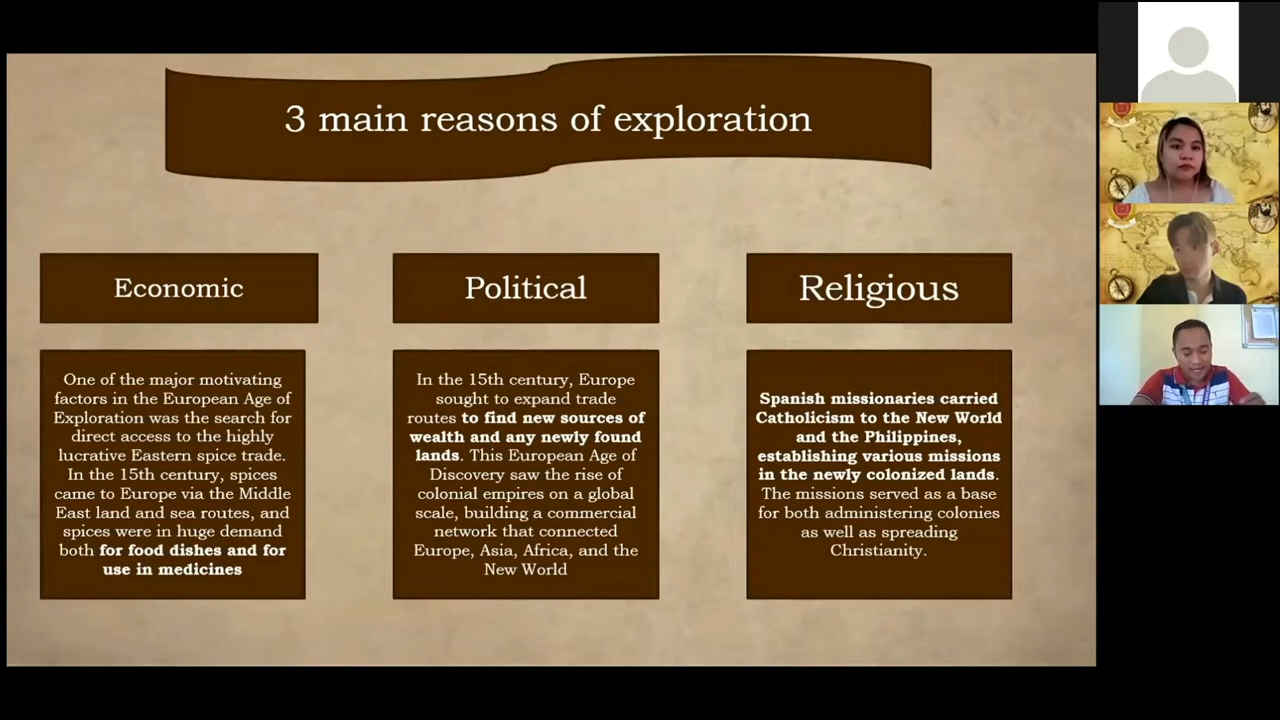 3 main reasons of exploration
Economic
One of the major motivating
factors in the European Age of
Exploration was the search for
direct access to the highly
lucrative Eastern spice trade.
In the 15th century, spices
came to Europe via the Middle
East land and sea routes, and
spices were in huge demand
both for food dishes and for
use in medicines
Political
In the 15th century, Europe
sought to expand trade
routes to find new sources of
wealth and any newly found
lands. This European Age of
Discovery saw the rise of
colonial empires on a global
scale, building a commercial
network that connected
Europe, Asia, Africa, and the
New World
Religious
Spanish missionaries carried
Catholicism to the New World
and the Philippines,
establishing various missions
in the newly colonized lands.
The missions served as a base
for both administering colonies
as well as spreading
Christianity.